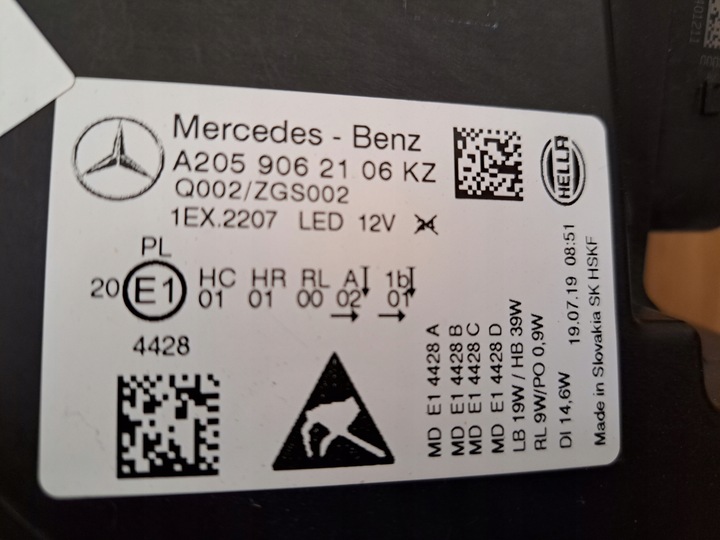 Mercedes - Benz
A205 906 21 06 KZ
Q002/ZGS002
1EX.2207 LED 12V
HELLA
PL
20 E1
HC HR RL A 1b
01 01 00 02 01
4428
MD E1 4428 A
MD E1 4428 B
MD E1 4428 C
MD E1 4428 D
LB 19W / HB 39W
RL 9W/PO 0,9W
DI 14,6W
19.07.19 08:51
Made in Slovakia SK HSKF